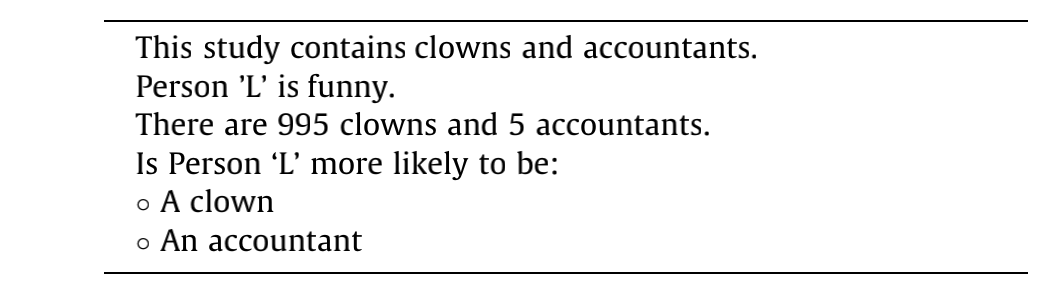 This study contains clowns and accountants.
Person ’L’ is funny.
There are 995 clowns and 5 accountants.
Is Person ‘L’ more likely to be:
○ A clown
○ An accountant